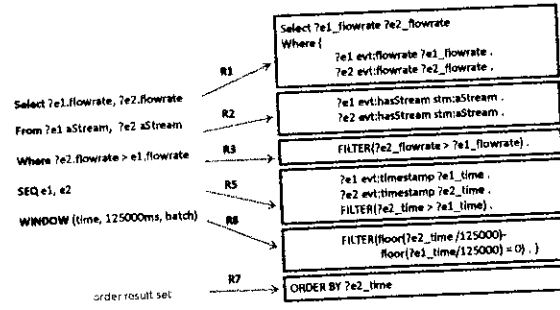 Select ?e1.flowrate, ?e2.flowrate
From ?e1 aStream, ?e2 aStream
Where ?e2.flowrate > e1.flowrate
SEQ e1, e2
WINDOW (time, 125000ms, batch)
order result set
R1
R2
R3
R5
R6
R7
Select ?e1_flowrate ?e2_flowrate
Where {
?e1 evt:flowrate ?e1_flowrate .
?e2 evt:flowrate ?e2_flowrate .
?e1 evt:hasStream stm:aStream .
?e2 evt:hasStream stm:aStream .
FILTER(?e2_flowrate > ?e1_flowrate) .
?e1 evt:timestamp ?e1_time .
?e2 evt:timestamp ?e2_time .
FILTER(?e2_time > ?e1_time) .
FILTER(floor(?e2_time /125000)-
floor(?e1_time/125000) = 0) . }
ORDER BY ?e2_time